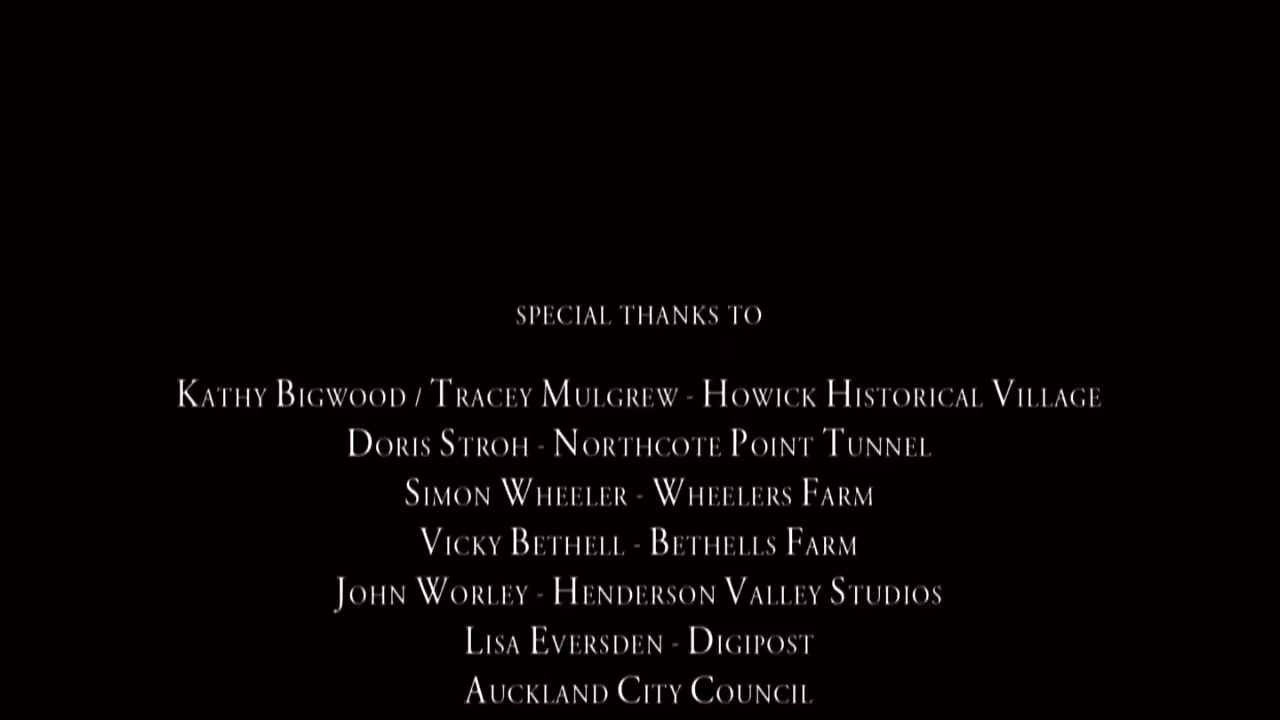 SPECIAL THANKS TO
KATHY BIGWOOD / TRACEY MULGREW - HOWICK HISTORICAL VILLAGE
DORIS STROH - NORTHCOTE POINT TUNNEL
SIMON WHEELER - WHEELERS FARM
VICKY BETHELL - BETHELLS FARM
JOHN WORLEY - HENDERSON VALLEY STUDIOS
LISA EVERSDEN - DIGIPOST
AUCKLAND CITY COUNCIL